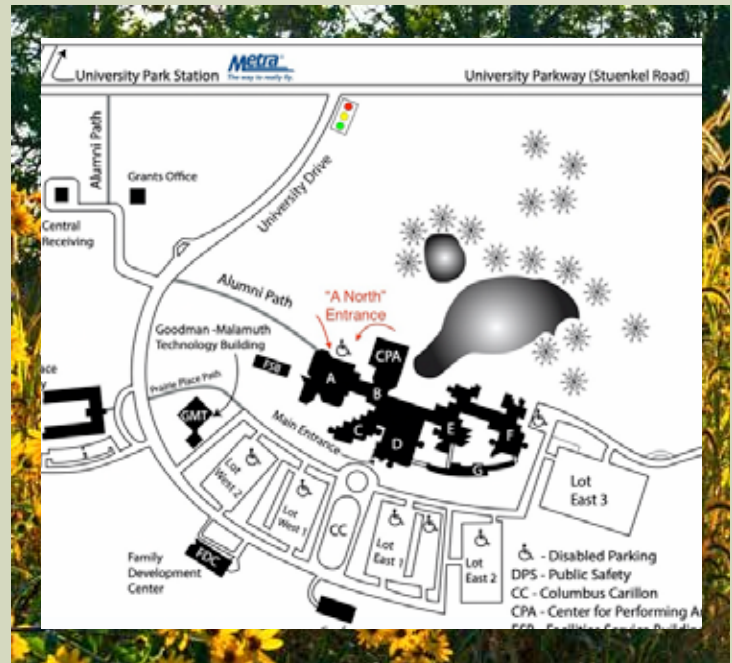 University Park Station
Metra
The way to really fly.
University Parkway (Stuenkel Road)
Alumni Path
Grants Office
University Drive
Central
Receiving
Alumni Path
"A North"
Entrance
Goodman -Malamuth
Technology Building
CPA
FSB
A
B
Prairie Place Path
GMT
Main Entrance
C
D
E
F
G
Lot
West 2
Lot
West 1
CC
Lot
East 1
Lot
East 2
Lot
East 3
Family
Development
Center
FDC
- Disabled Parking
DPS - Public Safety
CC - Columbus Carillon
CPA - Center for Performing